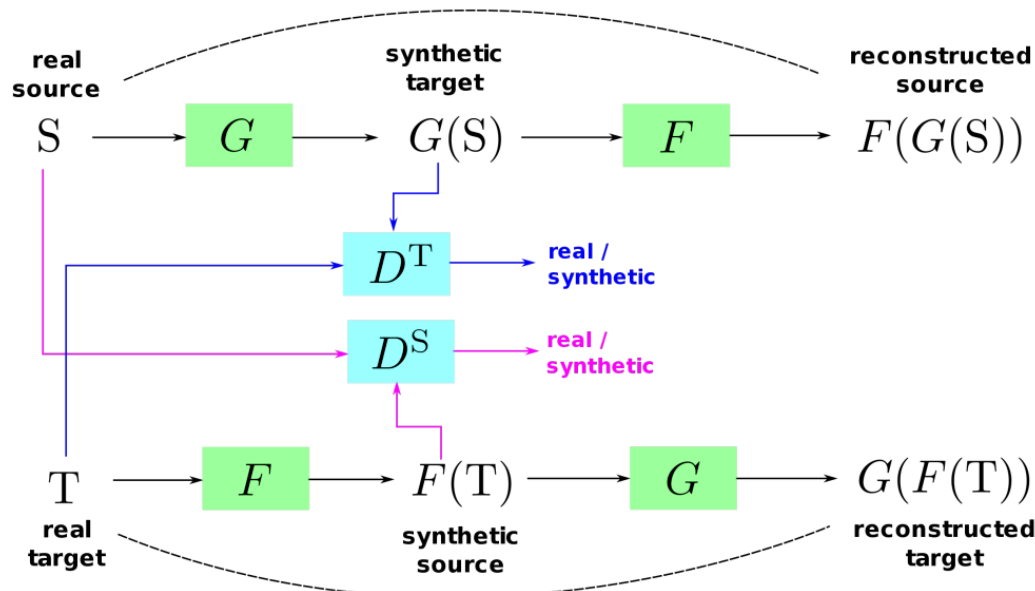 real
source
synthetic
target
reconstructed
source
S
G
G(S)
F
F(G(S))
D^T
real /
synthetic
D^S
real /
synthetic
T
F
F(T)
G
G(F(T))
real
target
synthetic
source
reconstructed
target